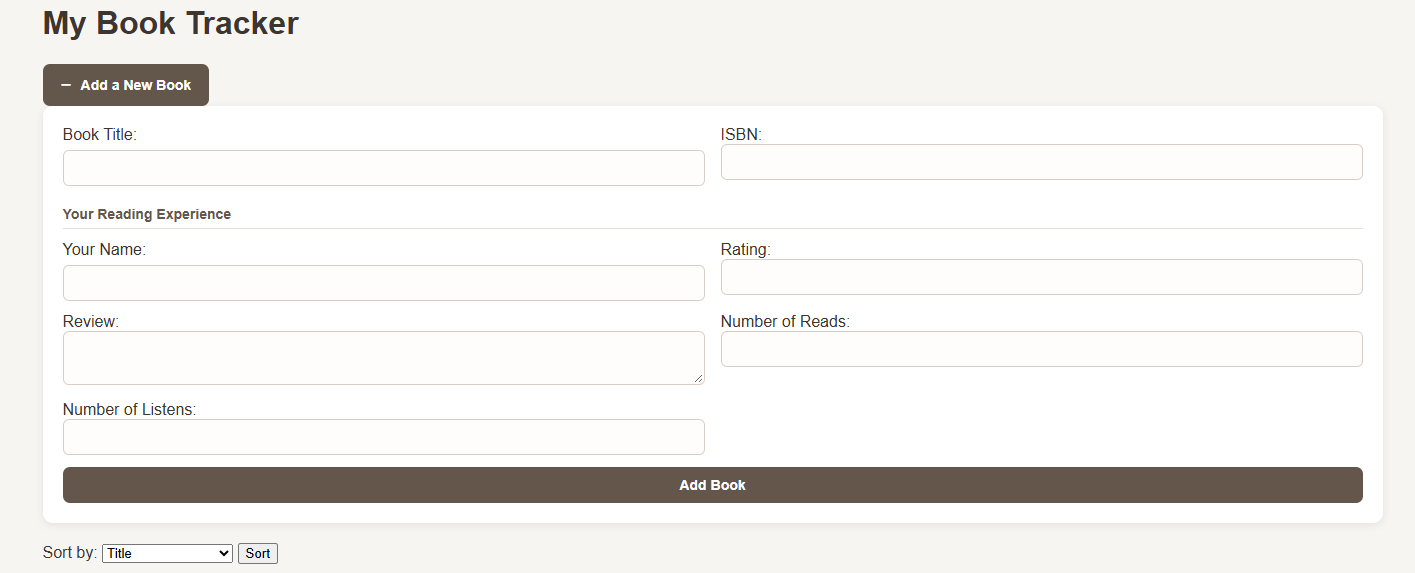 My Book Tracker
− Add a New Book
Book Title: ISBN:
Your Reading Experience
Your Name: Rating:
Review: Number of Reads:
Number of Listens:
Add Book
Sort by: Title Sort